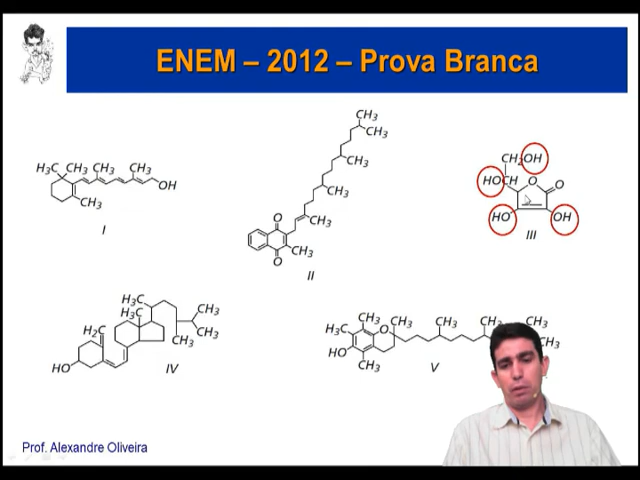 ENEM – 2012 – Prova Branca
H₃C CH₃ CH₃ CH₃
OH
CH₃
I
CH₃
CH₃
CH₃
CH₃
O
CH₃
CH₃
O
II
CH₂OH
HOCH O
O
HO OH
III
H₃C
H₃C CH₃
H₂C CH₃
CH₃
HO
IV
CH₃ CH₃ CH₃ CH₃ CH₃
H₃C O
CH₃
HO
CH₃
V
Prof. Alexandre Oliveira